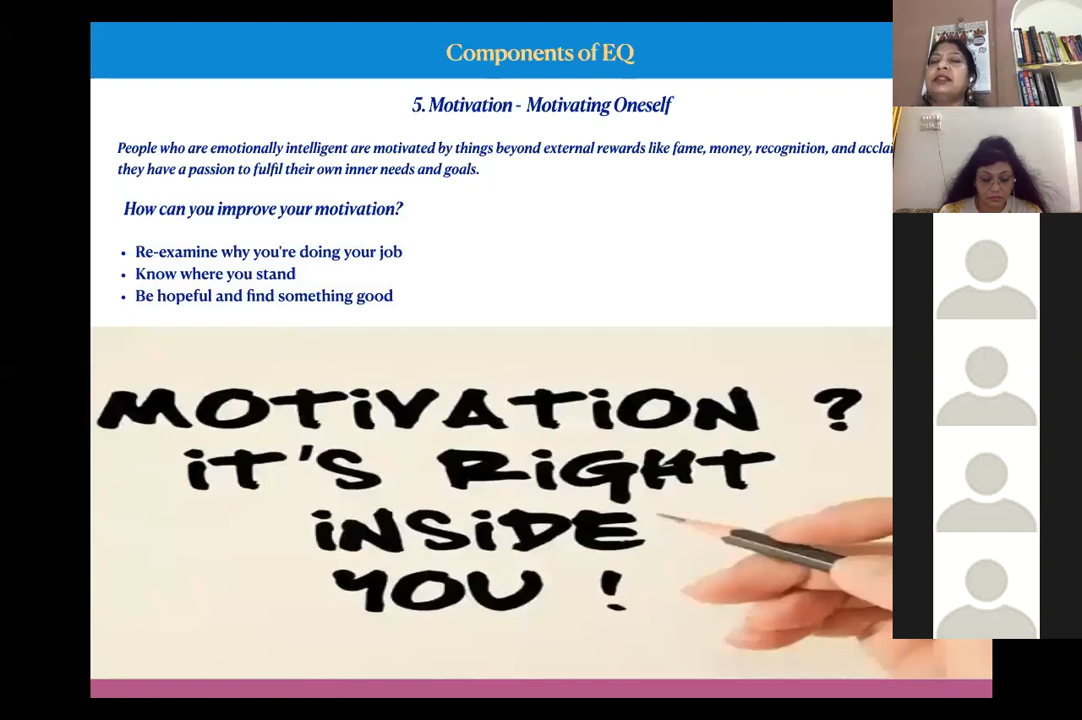 Components of EQ
5. Motivation - Motivating Oneself
People who are emotionally intelligent are motivated by things beyond external rewards like fame, money, recognition, and
they have a passion to fulfil their own inner needs and goals.
How can you improve your motivation?
• Re-examine why you're doing your job
• Know where you stand
• Be hopeful and find something good
MOTiVATiON ?
iT'S RiGHT
iNSiDE
YOU !